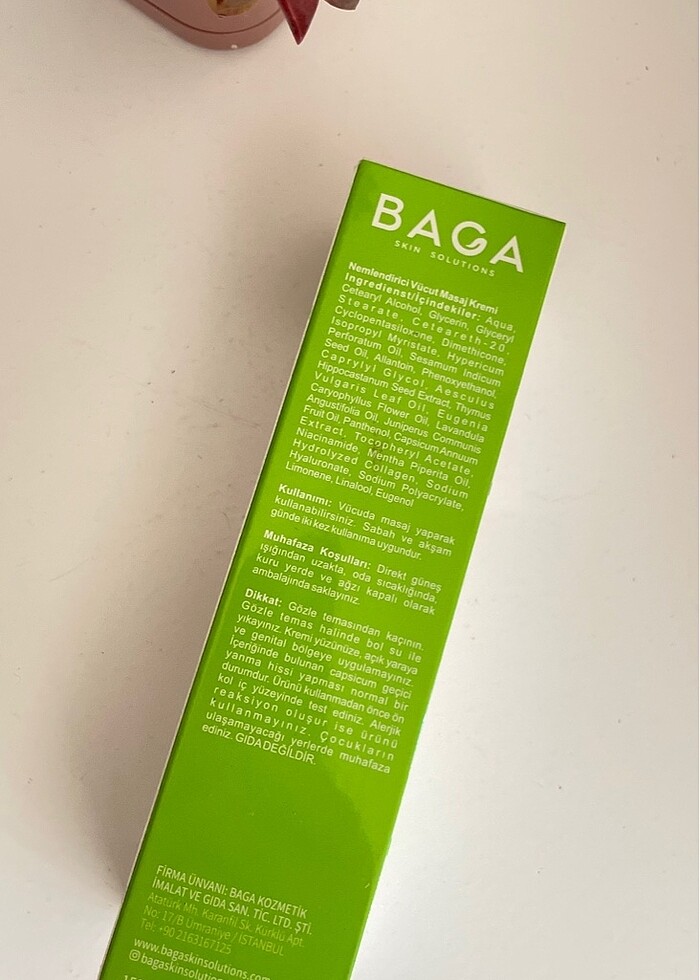 BAGA
SKIN SOLUTIONS
Nemlendirici Vücut Masaj Kremi
Ingredienst/İçindekiler: Aqua,
Cetearyl Alcohol, Glycerin, Glyceryl
Stearate, Ceteareth-20,
Cyclopentasiloxane, Dimethicone,
Isopropyl Myristate, Hypericum
Perforatum Oil, Sesamum Indicum
Seed Oil, Allantoin, Phenoxyethanol,
Caprylyl Glycol, Aesculus
Hippocastanum Seed Extract, Thymus
Vulgaris Leaf Oil, Eugenia
Caryophyllus Flower Oil, Lavandula
Angustifolia Oil, Juniperus Communis
Fruit Oil, Panthenol, Capsicum Annuum
Extract, Tocopheryl Acetate,
Niacinamide, Mentha Piperita Oil,
Hydrolyzed Collagen, Sodium
Hyaluronate, Sodium Polyacrylate,
Limonene, Linalool, Eugenol
Kullanımı: Vücuda masaj yaparak
kullanabilirsiniz. Sabah ve akşam
günde iki kez kullanıma uygundur.
Muhafaza Koşulları: Direkt güneş
ışığından uzakta, oda sıcaklığında,
kuru yerde ve ağzı kapalı olarak
ambalajında saklayınız.
Dikkat: Gözle temasından kaçının.
Gözle temas halinde bol su ile
yıkayınız. Kremi yüzünüze, açık yaraya
ve genital bölgeye uygulamayınız.
İçeriğinde bulunan capsicum geçici
yanma hissi yapması normal bir
durumdur. Ürünü kullanmadan önce ön
kol iç yüzeyinde test ediniz. Alerjik
reaksiyon oluşur ise ürünü
kullanmayınız. Çocukların
ulaşamayacağı yerlerde muhafaza
ediniz. GIDA DEĞİLDİR.
FİRMA ÜNVANI: BAGA KOZMETİK
İMALAT VE GIDA SAN. TİC. LTD. ŞTİ.
Atatürk Mh. Karanfil Sk. Kürklü Apt.
No: 17/B Ümraniye / İSTANBUL
Tel: +90 2163167125
www.bagaskinsolutions.com
bagaskinsolutions